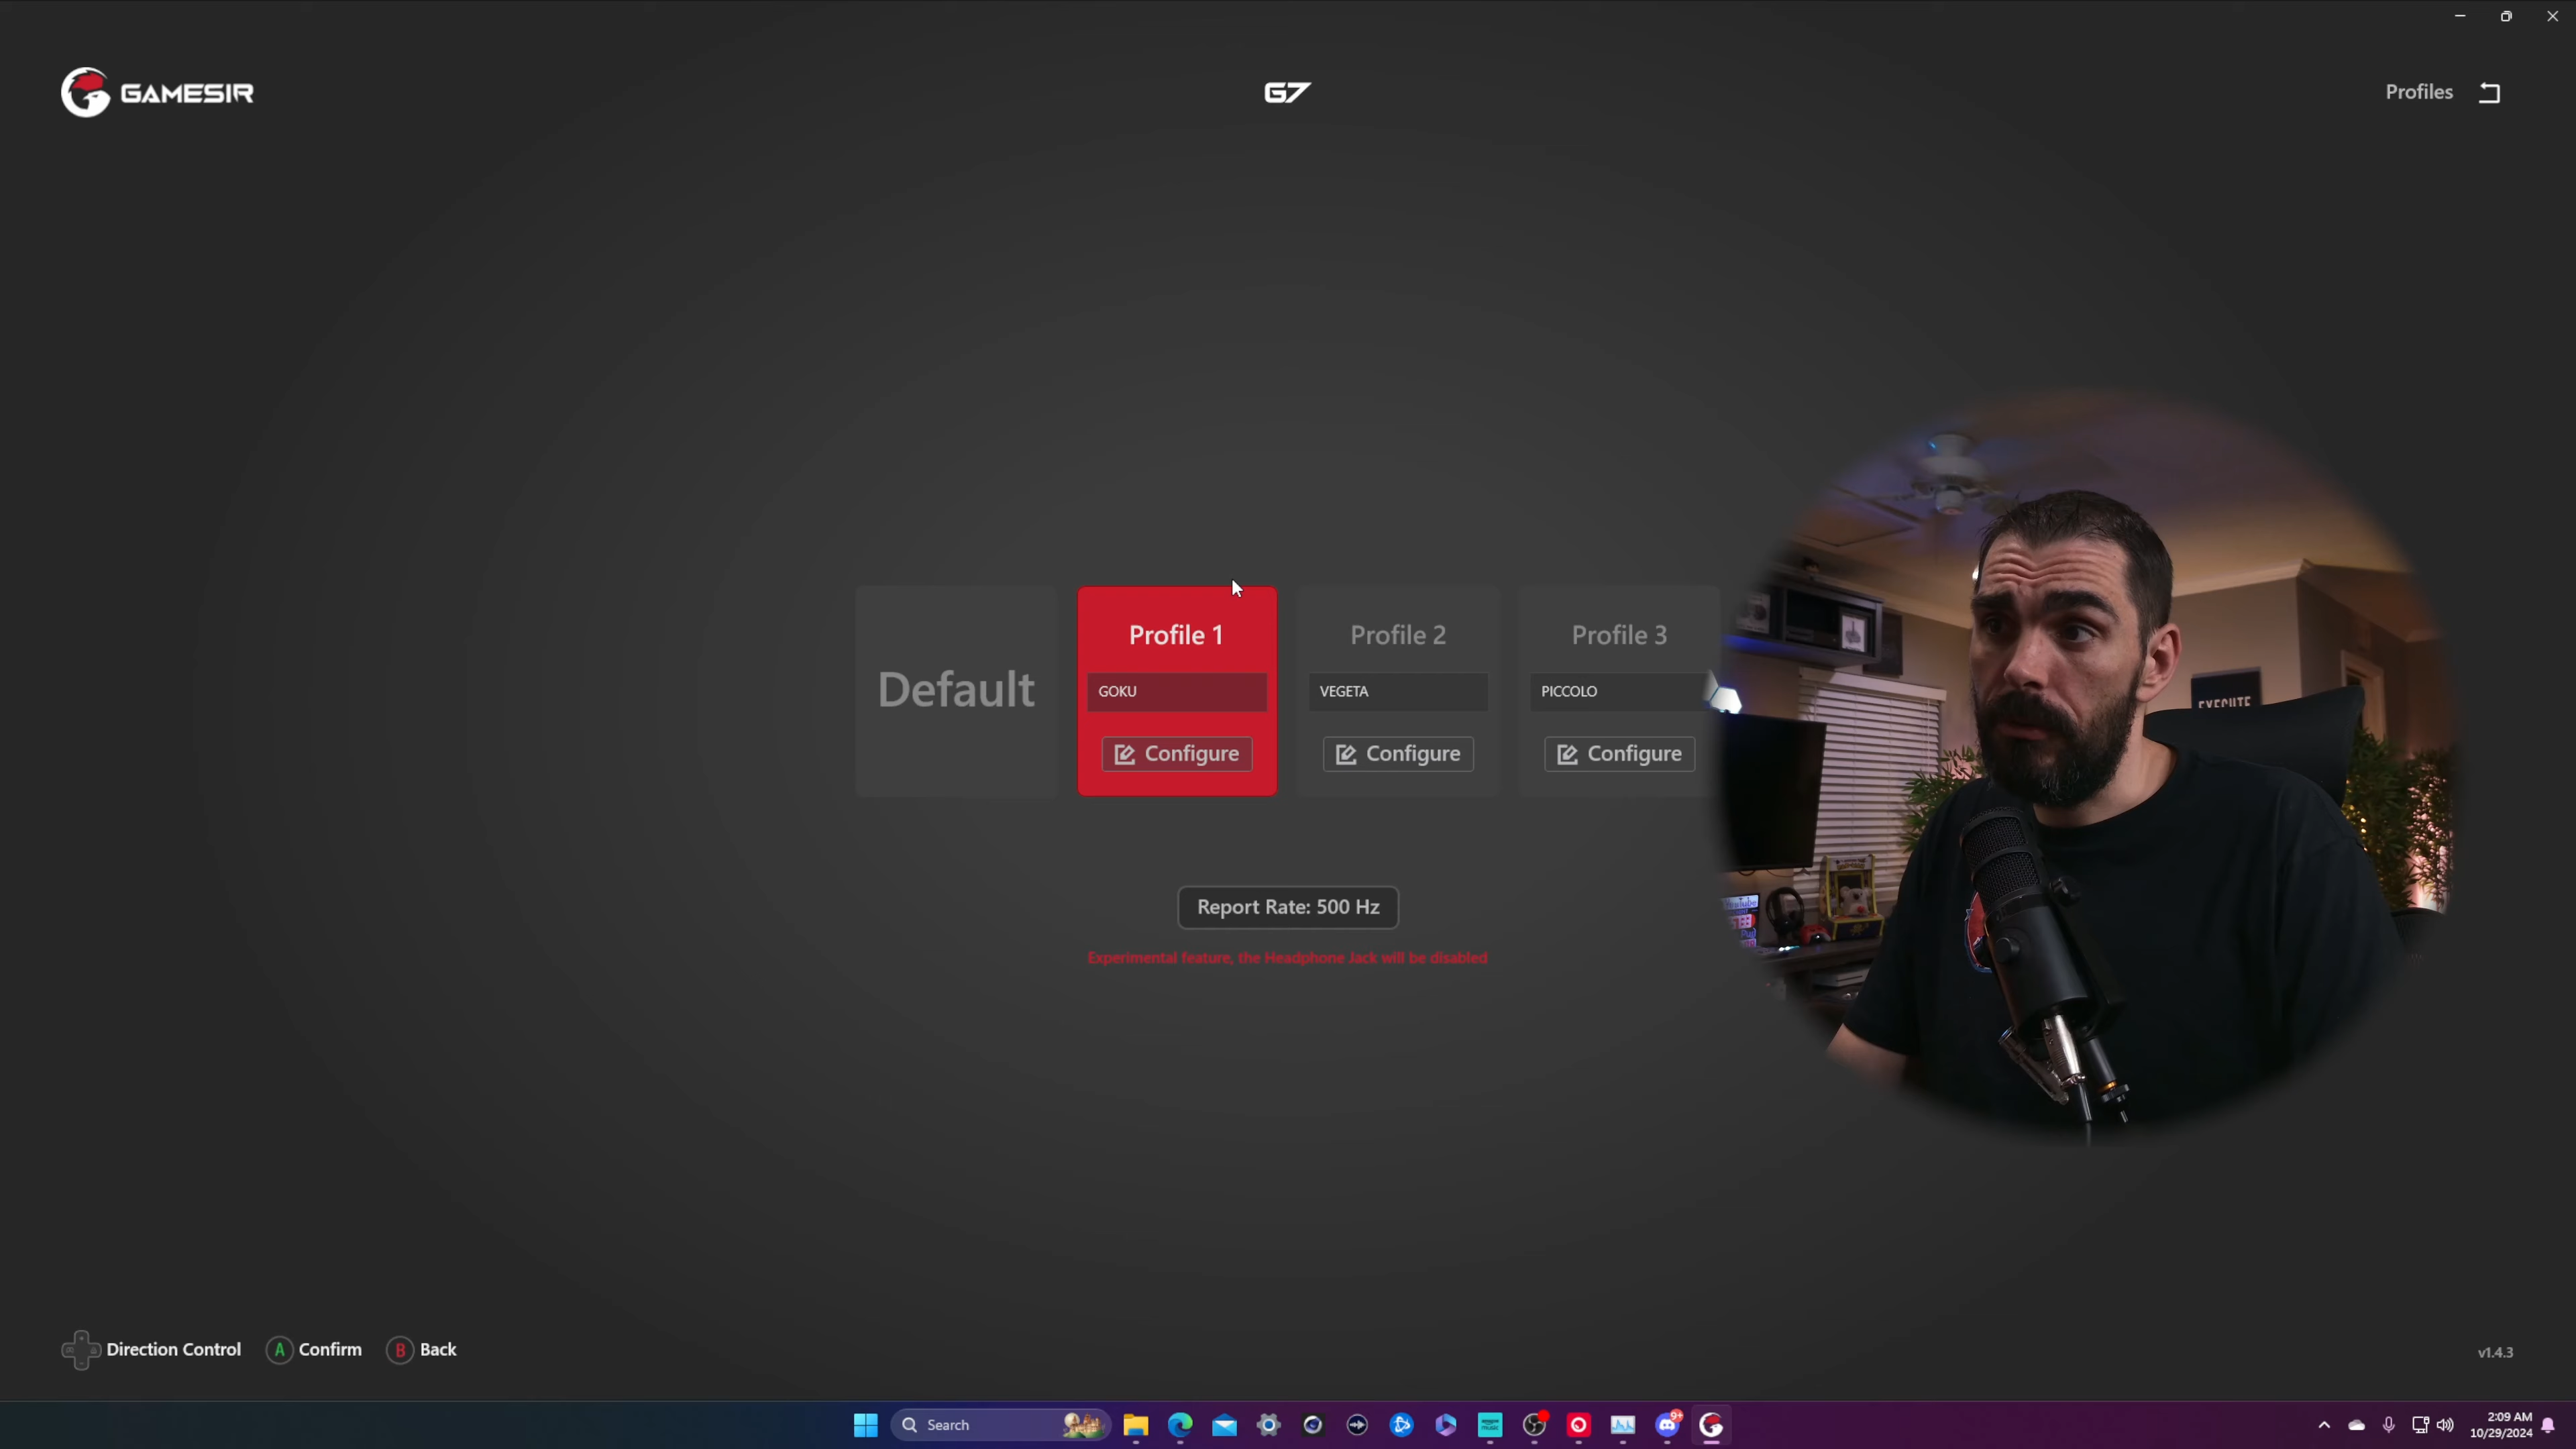 GAMESIR
G7
Profiles
Default
Profile 1
GOKU
Configure
Profile 2
VEGETA
Configure
Profile 3
PICCOLO
Configure
EXECUTE
Report Rate: 500 Hz
Experimental feature, the Headphone Jack will be disabled
Direction Control
A Confirm
B Back
v1.4.3
Search
9+
2:09 AM
10/29/2024